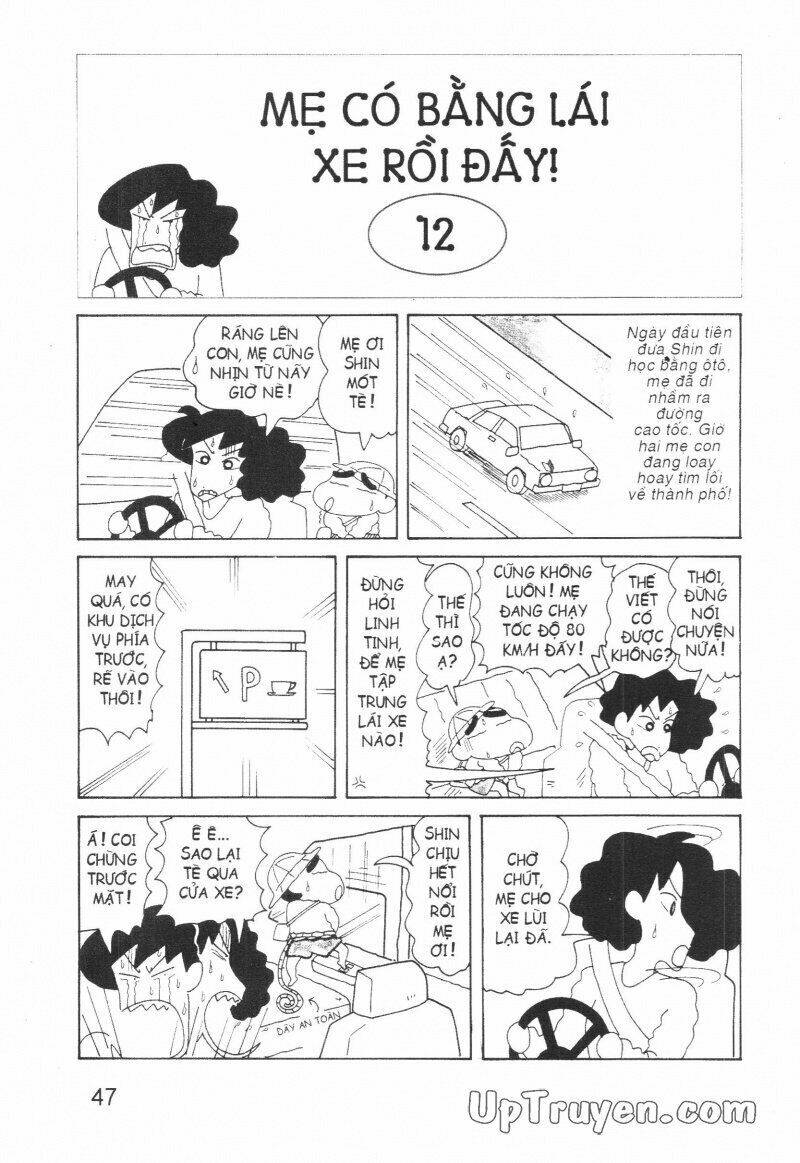 MẸ CÓ BẰNG LÁI
XE RỒI ĐẤY!
12
Ngày đầu tiên
đưa Shin đi
học bằng ôtô,
mẹ đã đi
nhầm ra
đường
cao tốc. Giờ
hai mẹ con
đang loay
hoay tìm lối
về thành phố!
MẸ ƠI
SHIN
MÓT
TÈ!
RÁNG LÊN
CON, MẸ CŨNG
NHỊN TỪ NÃY
GIỜ NÈ!
THÔI,
ĐỪNG
NÓI
CHUYỆN
NỮA!
THẾ
VIẾT
CÓ
ĐƯỢC
KHÔNG?
CŨNG KHÔNG
LUÔN! MẸ
ĐANG CHẠY
TỐC ĐỘ 80
KM/H ĐẤY!
THẾ
THÌ
SAO
Ạ?
ĐỪNG
HỎI
LINH
TINH,
ĐỂ MẸ
TẬP
TRUNG
LÁI XE
NÀO!
MAY
QUÁ, CÓ
KHU DỊCH
VỤ PHÍA
TRƯỚC,
RẼ VÀO
THÔI!
P
CHỜ
CHÚT,
MẸ CHO
XE LÙI
LẠI ĐÃ.
SHIN
CHỊU
HẾT
NỔI
RỒI
MẸ
ƠI!
Ê Ê...
SAO LẠI
TÈ QUA
CỬA XE?
DÂY AN TOÀN
Á! COI
CHỪNG
TRƯỚC
MẶT!
47
UpTruyen.com